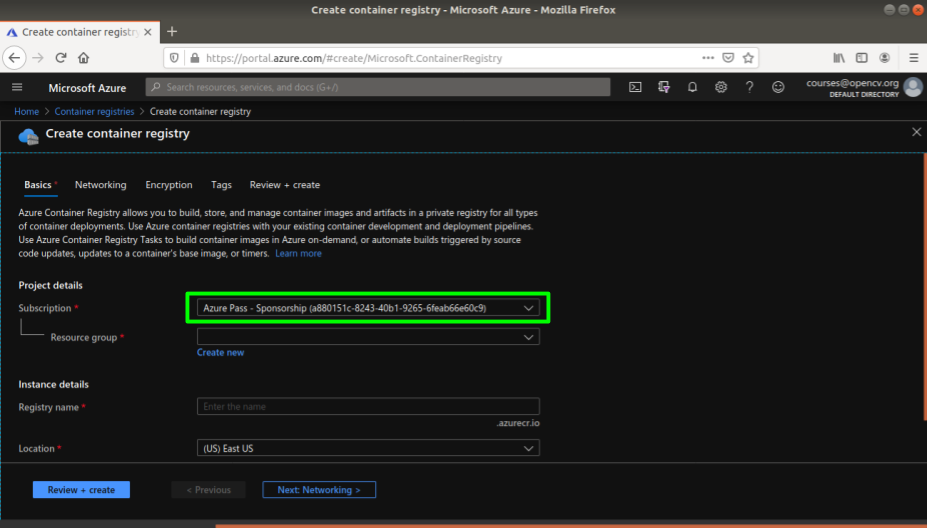 Create container registry - Microsoft Azure - Mozilla Firefox
Create container registry
https://portal.azure.com/#create/Microsoft.ContainerRegistry
Microsoft Azure
Search resources, services, and docs (G+/)
courses@opencv.org
DEFAULT DIRECTORY
Home > Container registries > Create container registry
Create container registry
Basics * Networking Encryption Tags Review + create
Azure Container Registry allows you to build, store, and manage container images and artifacts in a private registry for all types
of container deployments. Use Azure container registries with your existing container development and deployment pipelines.
Use Azure Container Registry Tasks to build container images in Azure on-demand, or automate builds triggered by source
code updates, updates to a container's base image, or timers. Learn more
Project details
Subscription * Azure Pass - Sponsorship (a880151c-8243-40b1-9265-6feab66e60c9)
Resource group *
Create new
Instance details
Registry name * Enter the name
.azurecr.io
Location * (US) East US
Review + create < Previous Next: Networking >